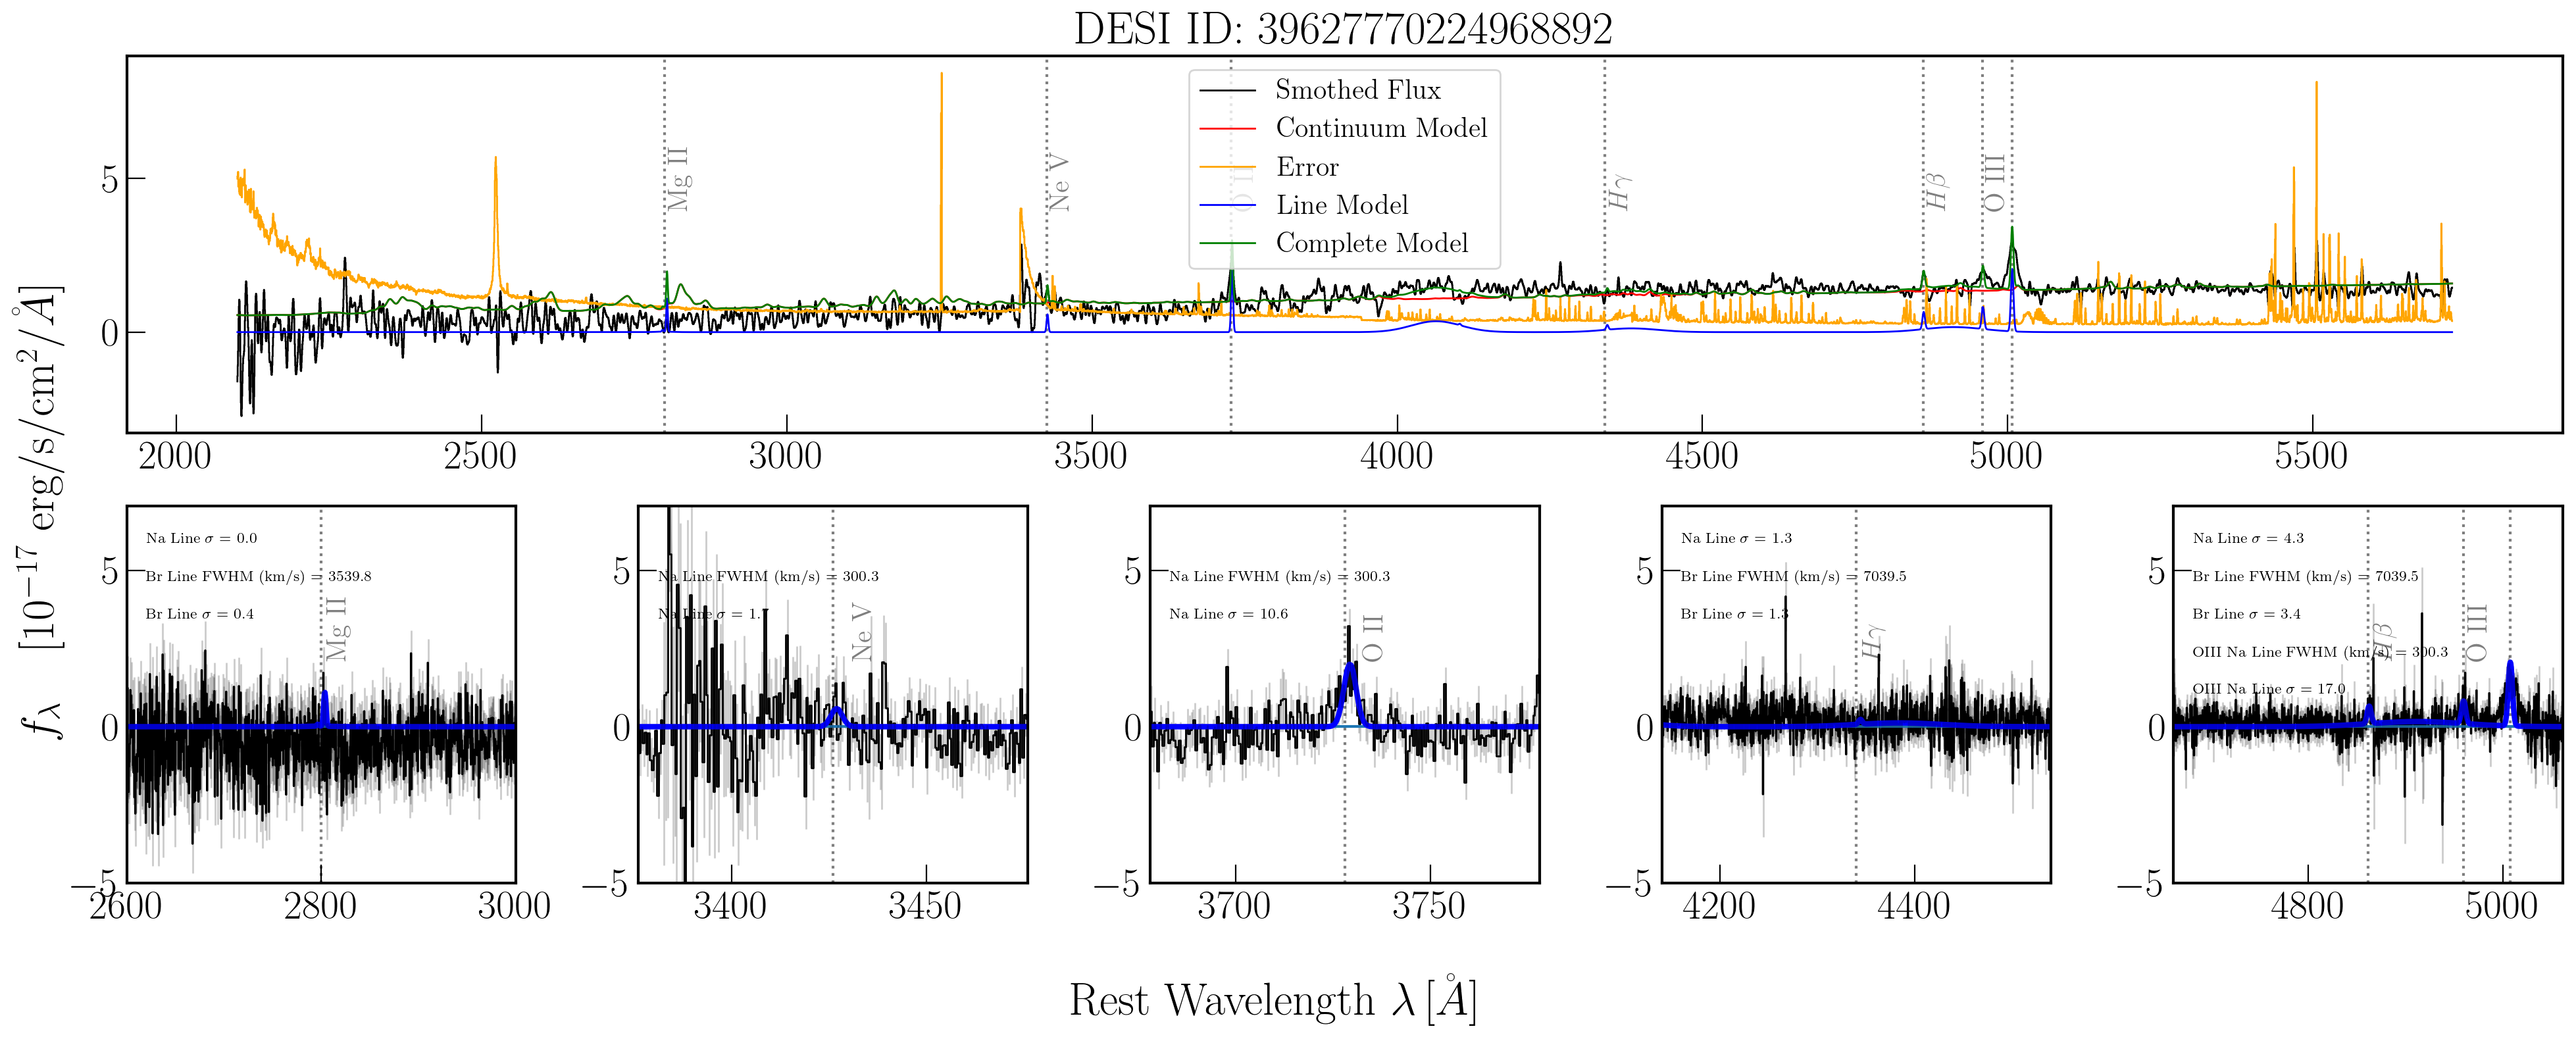 DESI ID: 39627770224968892
Smothed Flux
Continuum Model
Error
Line Model
Complete Model
Mg II
Ne V
O II
Hγ
Hβ
O III
5
0
2000 2500 3000 3500 4000 4500 5000 5500
f_λ [10^−17 erg/s/cm^2/Å]
Na Line σ = 0.0
Br Line FWHM (km/s) = 3539.8
Br Line σ = 0.4
Mg II
5
0
−5
2600 2800 3000
Na Line FWHM (km/s) = 300.3
Na Line σ = 1.7
Ne V
5
0
−5
3400 3450
Na Line FWHM (km/s) = 300.3
Na Line σ = 10.6
O II
5
0
−5
3700 3750
Na Line σ = 1.3
Br Line FWHM (km/s) = 7039.5
Br Line σ = 1.3
Hγ
5
0
−5
4200 4400
Na Line σ = 4.3
Br Line FWHM (km/s) = 7039.5
Br Line σ = 3.4
OIII Na Line FWHM (km/s) = 300.3
OIII Na Line σ = 17.0
Hβ
O III
5
0
−5
4800 5000
Rest Wavelength λ [Å]